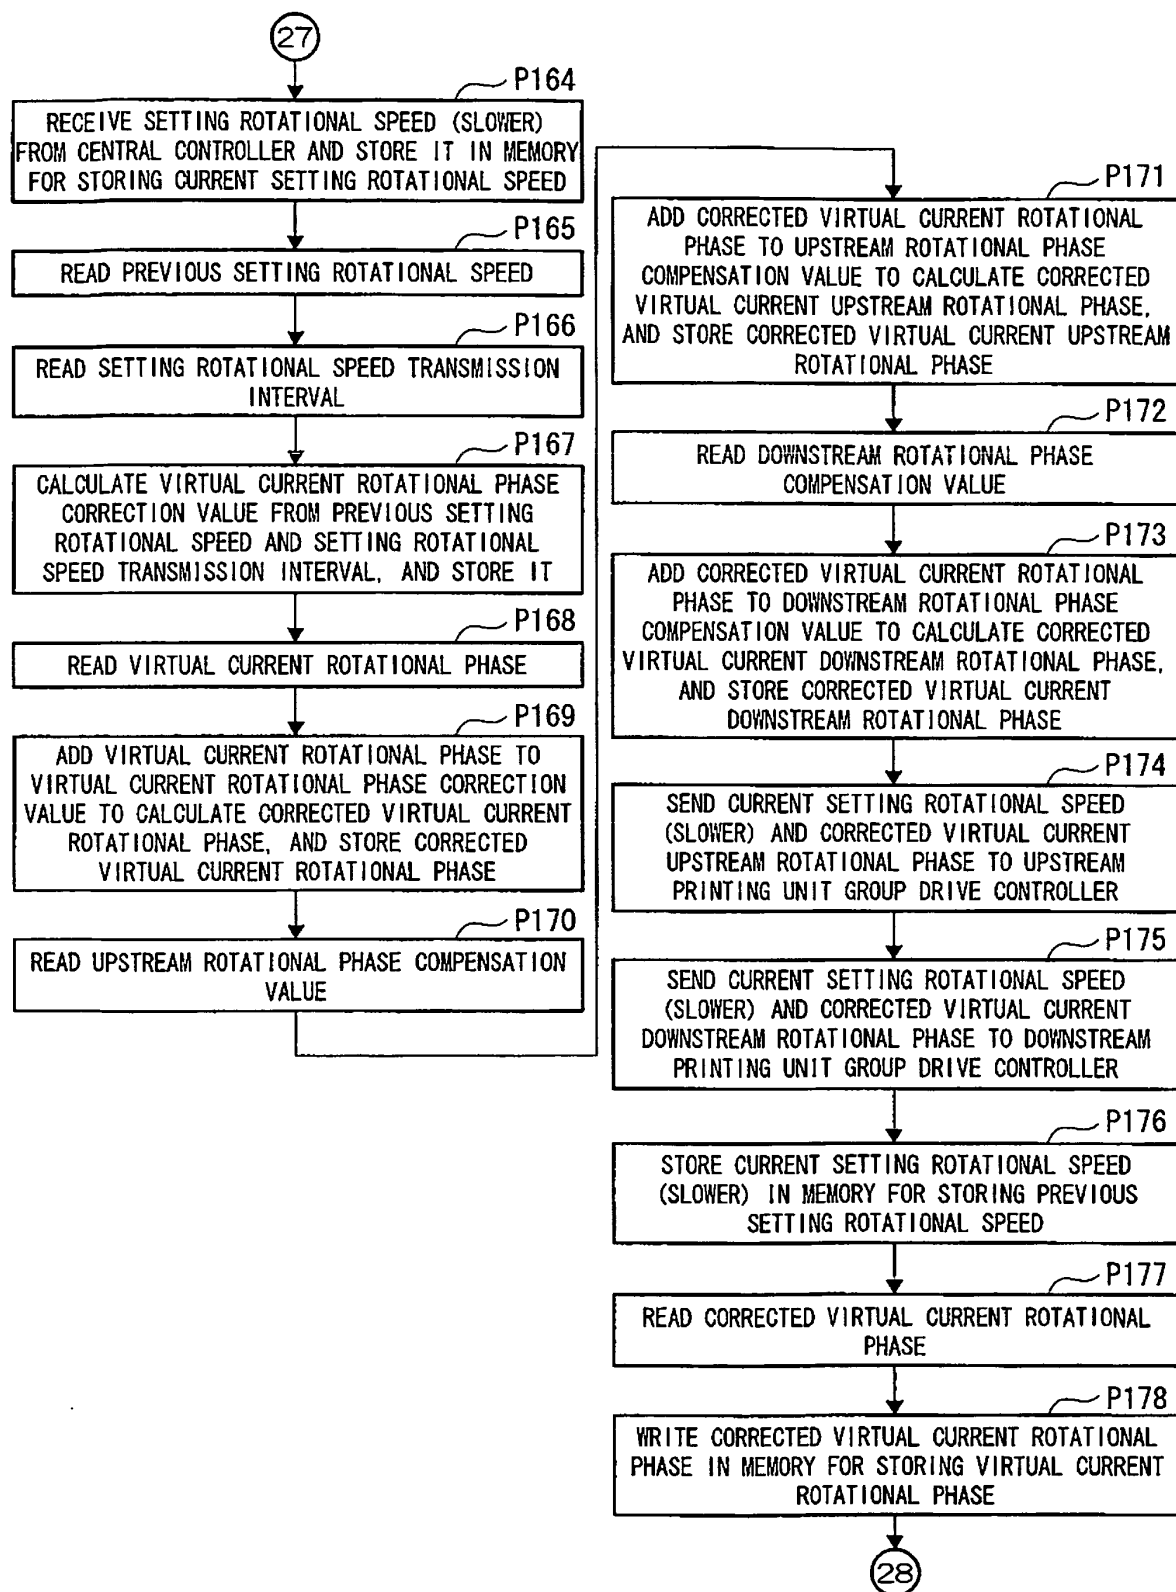 27
P164
RECEIVE SETTING ROTATIONAL SPEED (SLOWER)
FROM CENTRAL CONTROLLER AND STORE IT IN MEMORY
FOR STORING CURRENT SETTING ROTATIONAL SPEED
P165
READ PREVIOUS SETTING ROTATIONAL SPEED
P166
READ SETTING ROTATIONAL SPEED TRANSMISSION
INTERVAL
P167
CALCULATE VIRTUAL CURRENT ROTATIONAL PHASE
CORRECTION VALUE FROM PREVIOUS SETTING
ROTATIONAL SPEED AND SETTING ROTATIONAL
SPEED TRANSMISSION INTERVAL, AND STORE IT
P168
READ VIRTUAL CURRENT ROTATIONAL PHASE
P169
ADD VIRTUAL CURRENT ROTATIONAL PHASE TO
VIRTUAL CURRENT ROTATIONAL PHASE CORRECTION
VALUE TO CALCULATE CORRECTED VIRTUAL CURRENT
ROTATIONAL PHASE, AND STORE CORRECTED
VIRTUAL CURRENT ROTATIONAL PHASE
P170
READ UPSTREAM ROTATIONAL PHASE COMPENSATION
VALUE
P171
ADD CORRECTED VIRTUAL CURRENT ROTATIONAL
PHASE TO UPSTREAM ROTATIONAL PHASE
COMPENSATION VALUE TO CALCULATE CORRECTED
VIRTUAL CURRENT UPSTREAM ROTATIONAL PHASE,
AND STORE CORRECTED VIRTUAL CURRENT UPSTREAM
ROTATIONAL PHASE
P172
READ DOWNSTREAM ROTATIONAL PHASE
COMPENSATION VALUE
P173
ADD CORRECTED VIRTUAL CURRENT ROTATIONAL
PHASE TO DOWNSTREAM ROTATIONAL PHASE
COMPENSATION VALUE TO CALCULATE CORRECTED
VIRTUAL CURRENT DOWNSTREAM ROTATIONAL PHASE,
AND STORE CORRECTED VIRTUAL CURRENT
DOWNSTREAM ROTATIONAL PHASE
P174
SEND CURRENT SETTING ROTATIONAL SPEED
(SLOWER) AND CORRECTED VIRTUAL CURRENT
UPSTREAM ROTATIONAL PHASE TO UPSTREAM
PRINTING UNIT GROUP DRIVE CONTROLLER
P175
SEND CURRENT SETTING ROTATIONAL SPEED
(SLOWER) AND CORRECTED VIRTUAL CURRENT
DOWNSTREAM ROTATIONAL PHASE TO DOWNSTREAM
PRINTING UNIT GROUP DRIVE CONTROLLER
P176
STORE CURRENT SETTING ROTATIONAL SPEED
(SLOWER) IN MEMORY FOR STORING PREVIOUS
SETTING ROTATIONAL SPEED
P177
READ CORRECTED VIRTUAL CURRENT ROTATIONAL
PHASE
P178
WRITE CORRECTED VIRTUAL CURRENT ROTATIONAL
PHASE IN MEMORY FOR STORING VIRTUAL CURRENT
ROTATIONAL PHASE
28